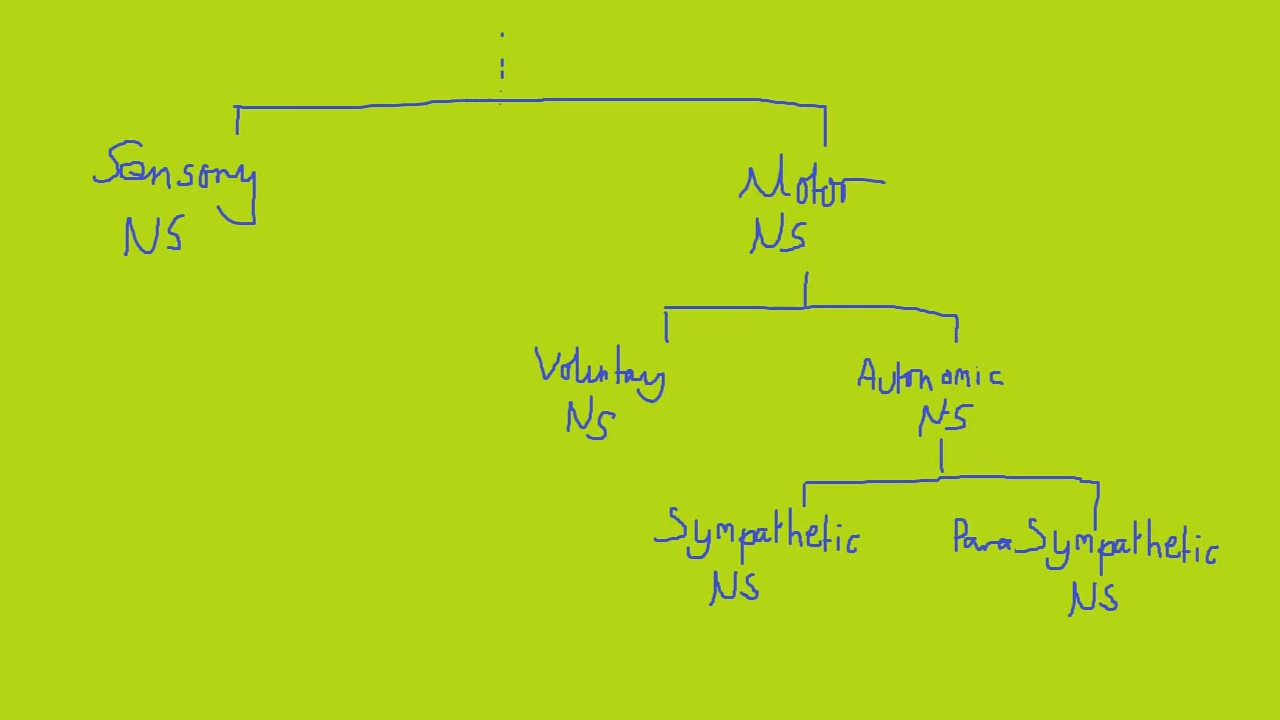 Sensory
NS
Motor
NS
Voluntary
NS
Autonomic
NS
Sympathetic
NS
ParaSympathetic
NS